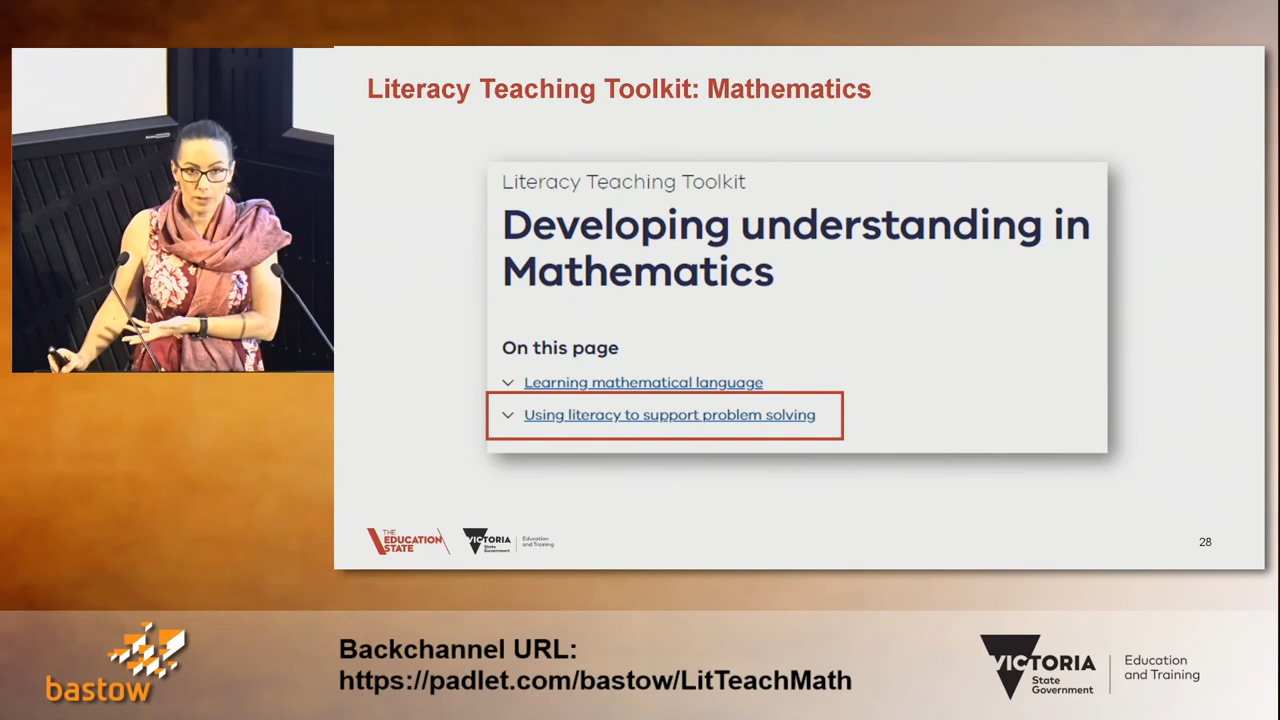 Literacy Teaching Toolkit: Mathematics
Literacy Teaching Toolkit
Developing understanding in
Mathematics
On this page
Learning mathematical language
Using literacy to support problem solving
THE
EDUCATION
STATE
VICTORIA
State
Government
Education
and Training
28
bastow
Backchannel URL:
https://padlet.com/bastow/LitTeachMath
VICTORIA
State
Government
Education
and Training